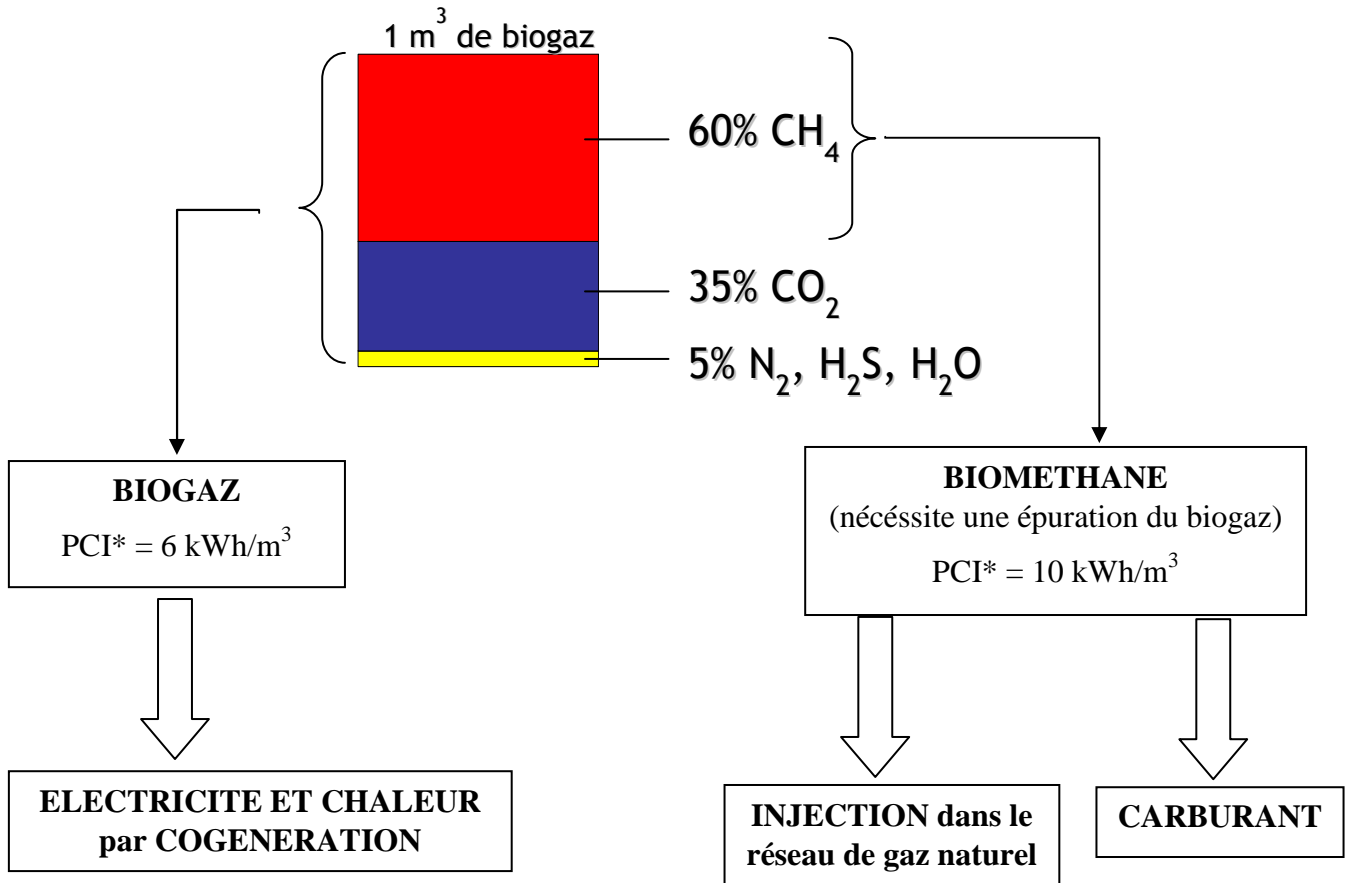 1 m³ de biogaz
60% CH₄
35% CO₂
5% N₂, H₂S, H₂O
BIOGAZ
PCI* = 6 kWh/m³
BIOMETHANE
(nécéssite une épuration du biogaz)
PCI* = 10 kWh/m³
ELECTRICITE ET CHALEUR
par COGENERATION
INJECTION dans le
réseau de gaz naturel
CARBURANT